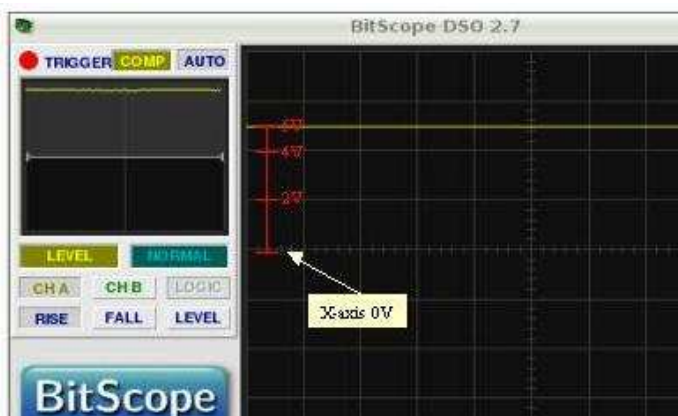 BitScope DSO 2.7
TRIGGER COMP AUTO
5V
4V
2V
LEVEL NORMAL
CH A CH B LOGIC
RISE FALL LEVEL
X-axis 0V
BitScope